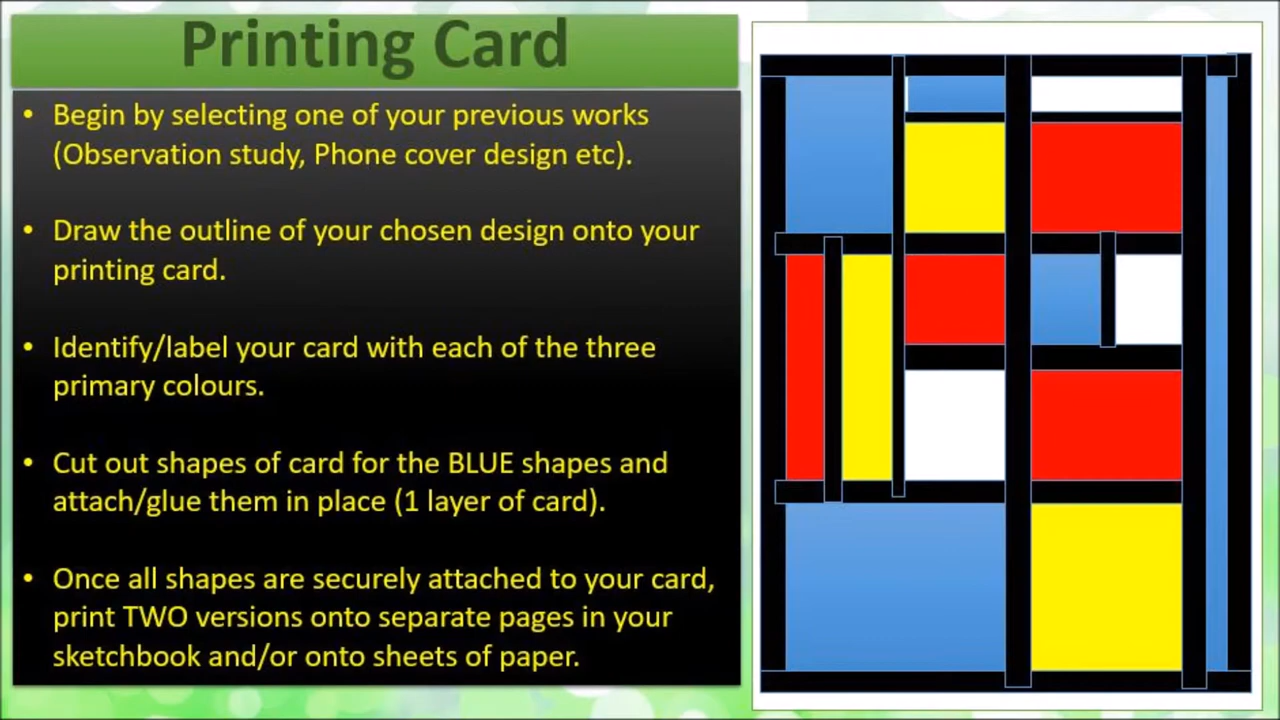 Printing Card
• Begin by selecting one of your previous works
(Observation study, Phone cover design etc).
• Draw the outline of your chosen design onto your
printing card.
• Identify/label your card with each of the three
primary colours.
• Cut out shapes of card for the BLUE shapes and
attach/glue them in place (1 layer of card).
• Once all shapes are securely attached to your card,
print TWO versions onto separate pages in your
sketchbook and/or onto sheets of paper.